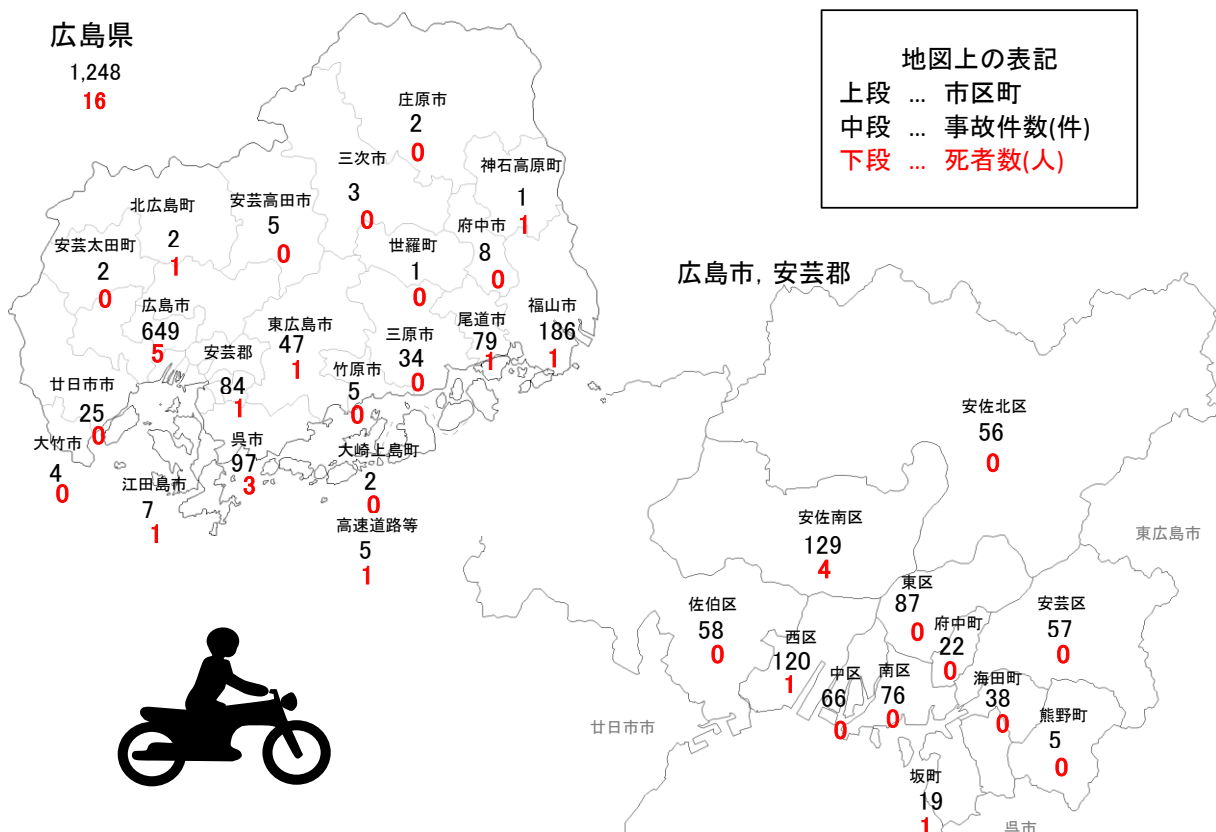 広島県
1,248
16
地図上の表記
上段 … 市区町
中段 … 事故件数(件)
下段 … 死者数(人)
庄原市
2
0
三次市
3
0
神石高原町
1
1
北広島町
2
1
安芸高田市
5
0
府中市
8
0
安芸太田町
2
0
世羅町
1
0
広島市
649
5
東広島市
47
1
三原市
34
0
尾道市
79
1
福山市
186
1
安芸郡
84
1
竹原市
5
0
廿日市市
25
0
大竹市
4
0
呉市
97
3
大崎上島町
2
0
江田島市
7
1
高速道路等
5
1
広島市, 安芸郡
安佐北区
56
0
安佐南区
129
4
東広島市
東区
87
0
佐伯区
58
0
西区
120
1
府中町
22
0
安芸区
57
0
中区
66
0
南区
76
0
海田町
38
0
熊野町
5
0
廿日市市
坂町
19
1
呉市